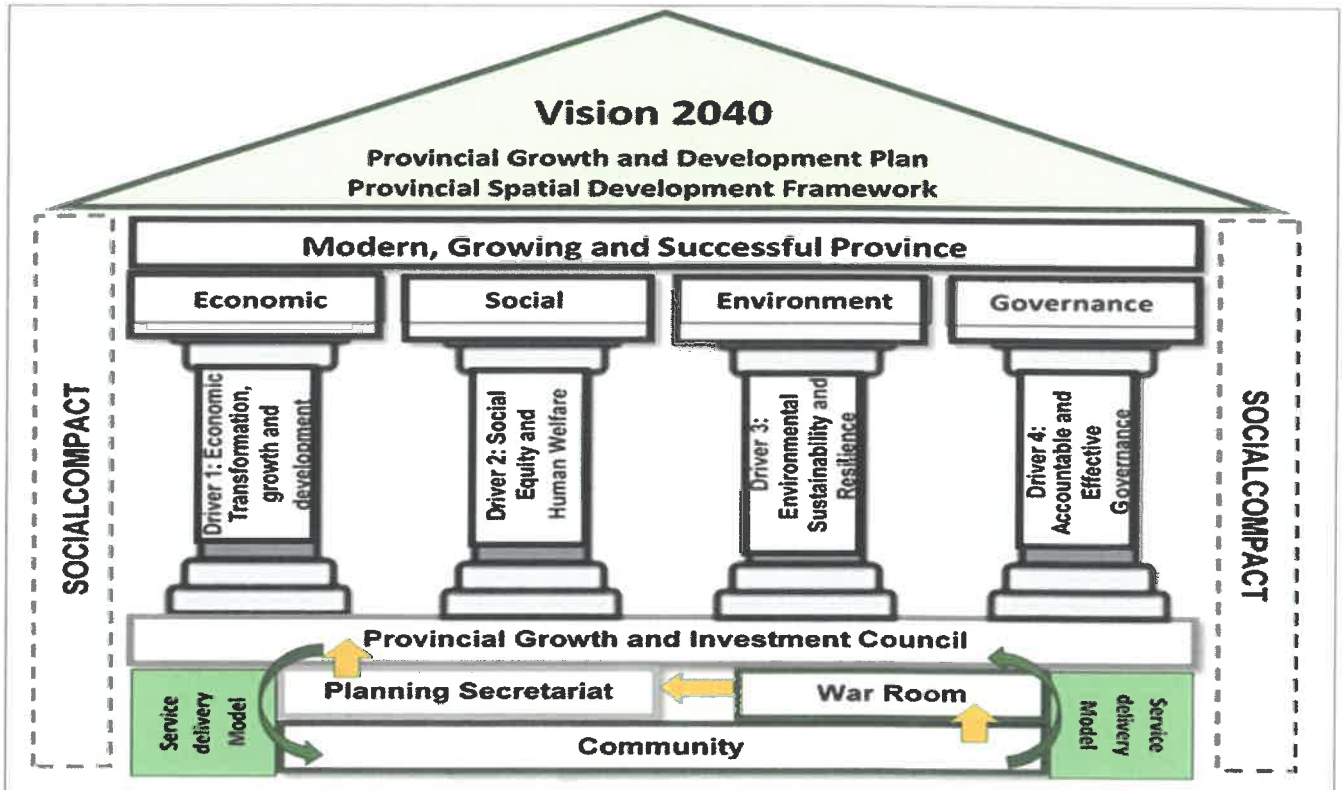 Vision 2040
Provincial Growth and Development Plan
Provincial Spatial Development Framework
Modern, Growing and Successful Province
Economic
Social
Environment
Governance
SOCIALCOMPACT
Driver 1: Economic
Transformation,
growth and
development
Driver 2: Social
Equity and
Human Welfare
Driver 3:
Environmental
Sustainability and
Resilience
Driver 4:
Accountable and
Effective
Governance
SOCIALCOMPACT
Provincial Growth and Investment Council
Service
delivery
Model
Planning Secretariat
War Room
Service
delivery
Model
Community